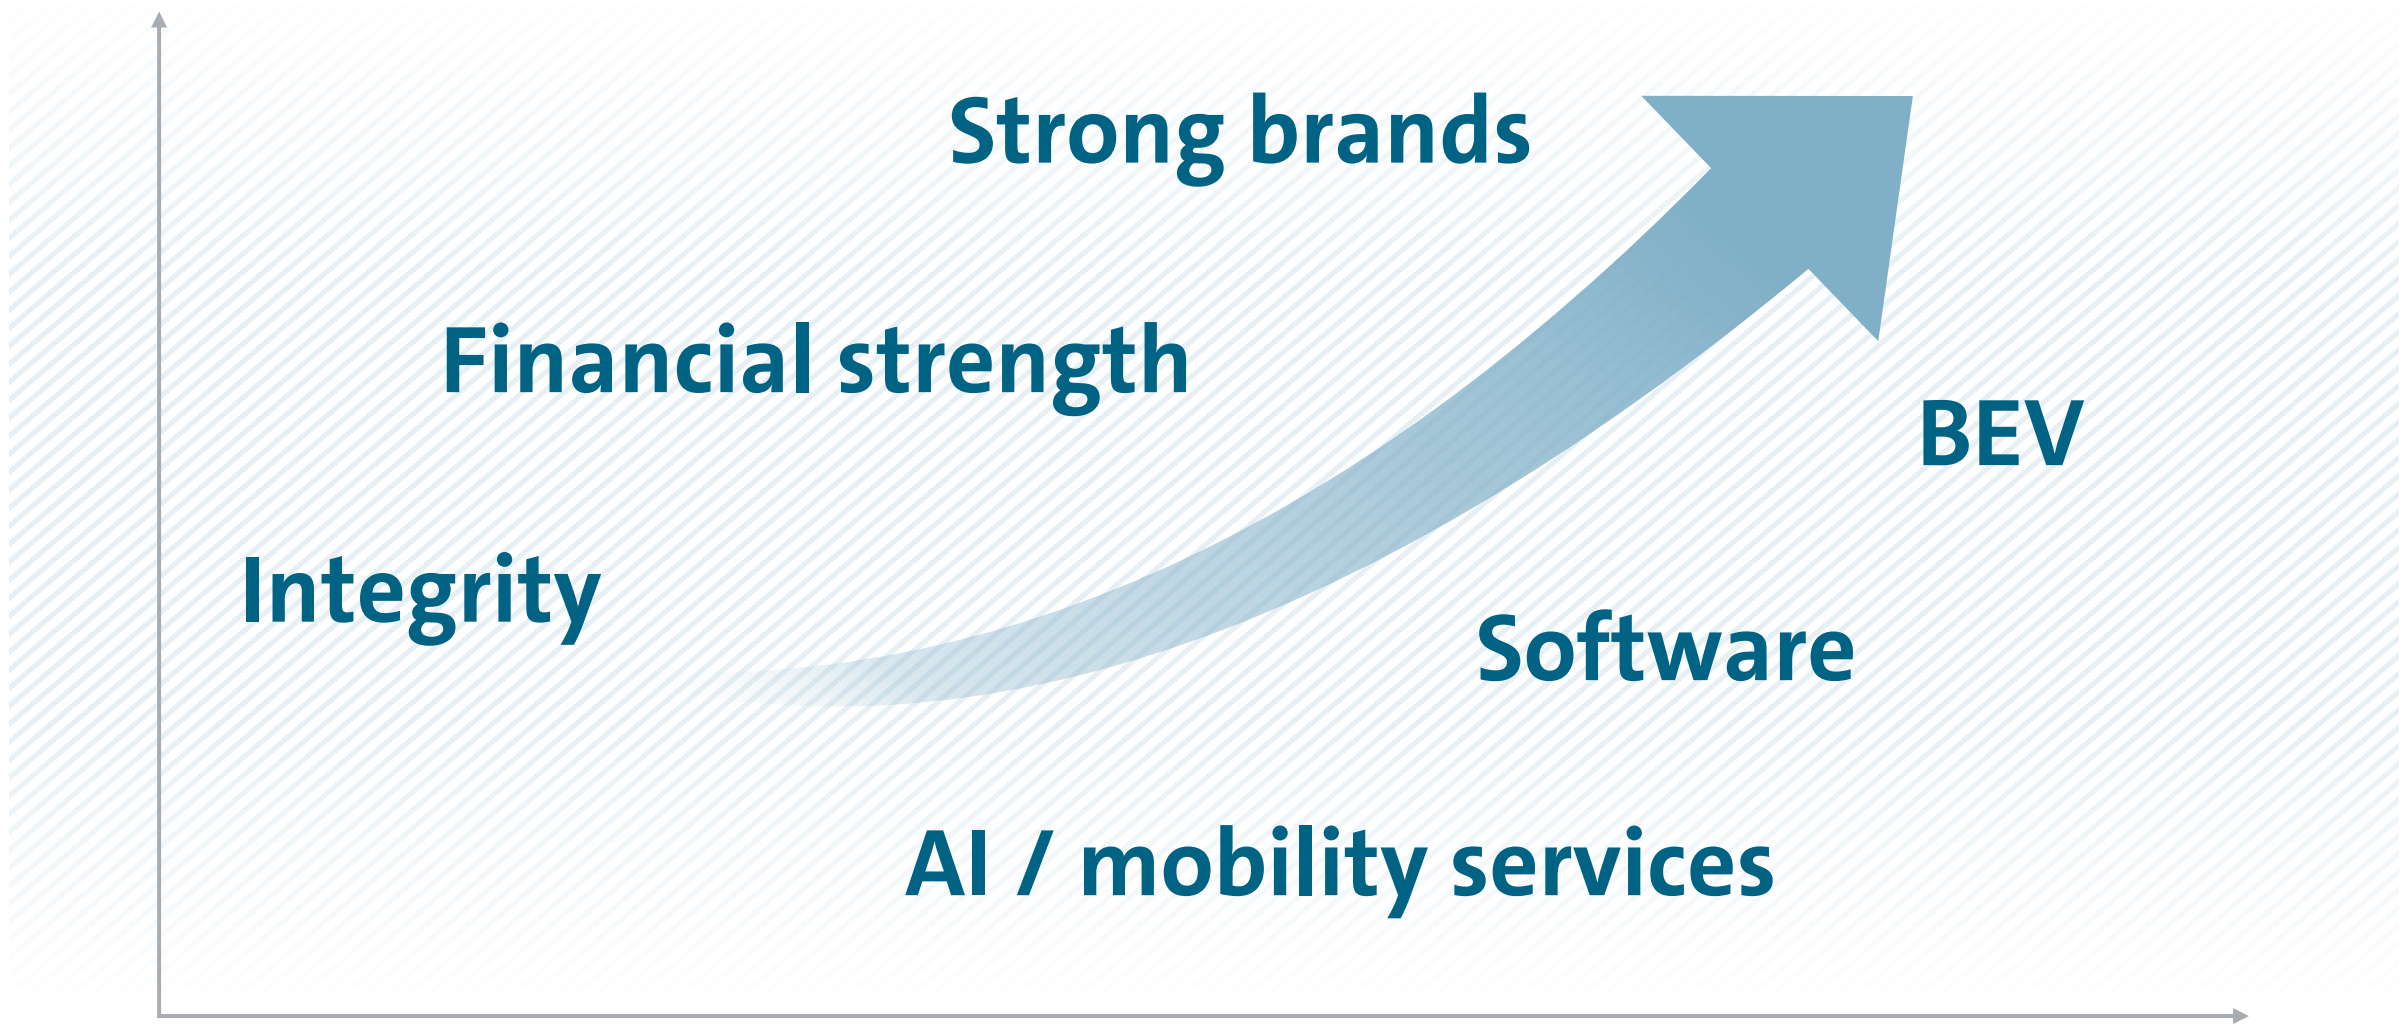 Strong brands
Financial strength
BEV
Integrity
Software
AI / mobility services